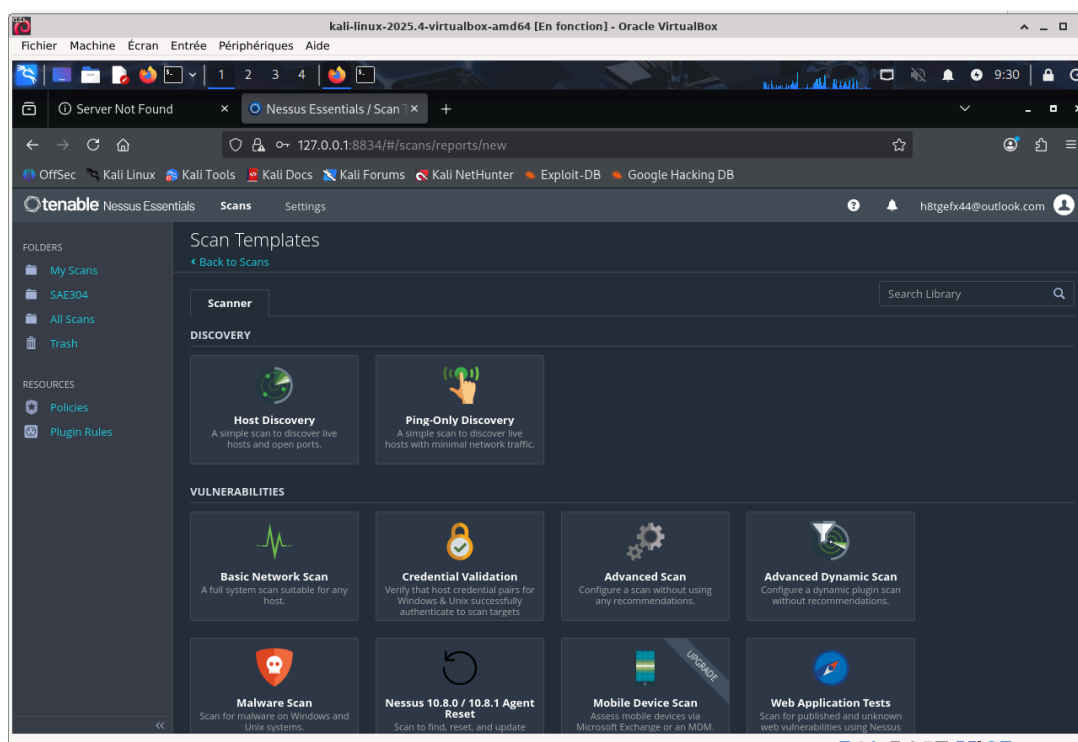 kali-linux-2025.4-virtualbox-amd64 [En fonction] - Oracle VirtualBox
Fichier Machine Écran Entrée Périphériques Aide
1 2 3 4 9:30
Server Not Found × Nessus Essentials / Scan T × +
127.0.0.1:8834/#/scans/reports/new
OffSec Kali Linux Kali Tools Kali Docs Kali Forums Kali NetHunter Exploit-DB Google Hacking DB
tenable Nessus Essentials Scans Settings h8tgefx44@outlook.com
FOLDERS
My Scans
SAE304
All Scans
Trash
RESOURCES
Policies
Plugin Rules
Scan Templates
Back to Scans
Scanner
Search Library
DISCOVERY
Host Discovery
A simple scan to discover live
hosts and open ports.
Ping-Only Discovery
A simple scan to discover live
hosts with minimal network traffic.
VULNERABILITIES
Basic Network Scan
A full system scan suitable for any
host.
Credential Validation
Verify that host credential pairs for
Windows & Unix successfully
authenticate to scan targets
Advanced Scan
Configure a scan without using
any recommendations.
Advanced Dynamic Scan
Configure a dynamic plugin scan
without recommendations.
Malware Scan
Scan for malware on Windows and
Unix systems.
Nessus 10.8.0 / 10.8.1 Agent
Reset
Scan to find, reset, and update
UPGRADE
Mobile Device Scan
Assess mobile devices via
Microsoft Exchange or an MDM.
Web Application Tests
Scan for published and unknown
web vulnerabilities using Nessus